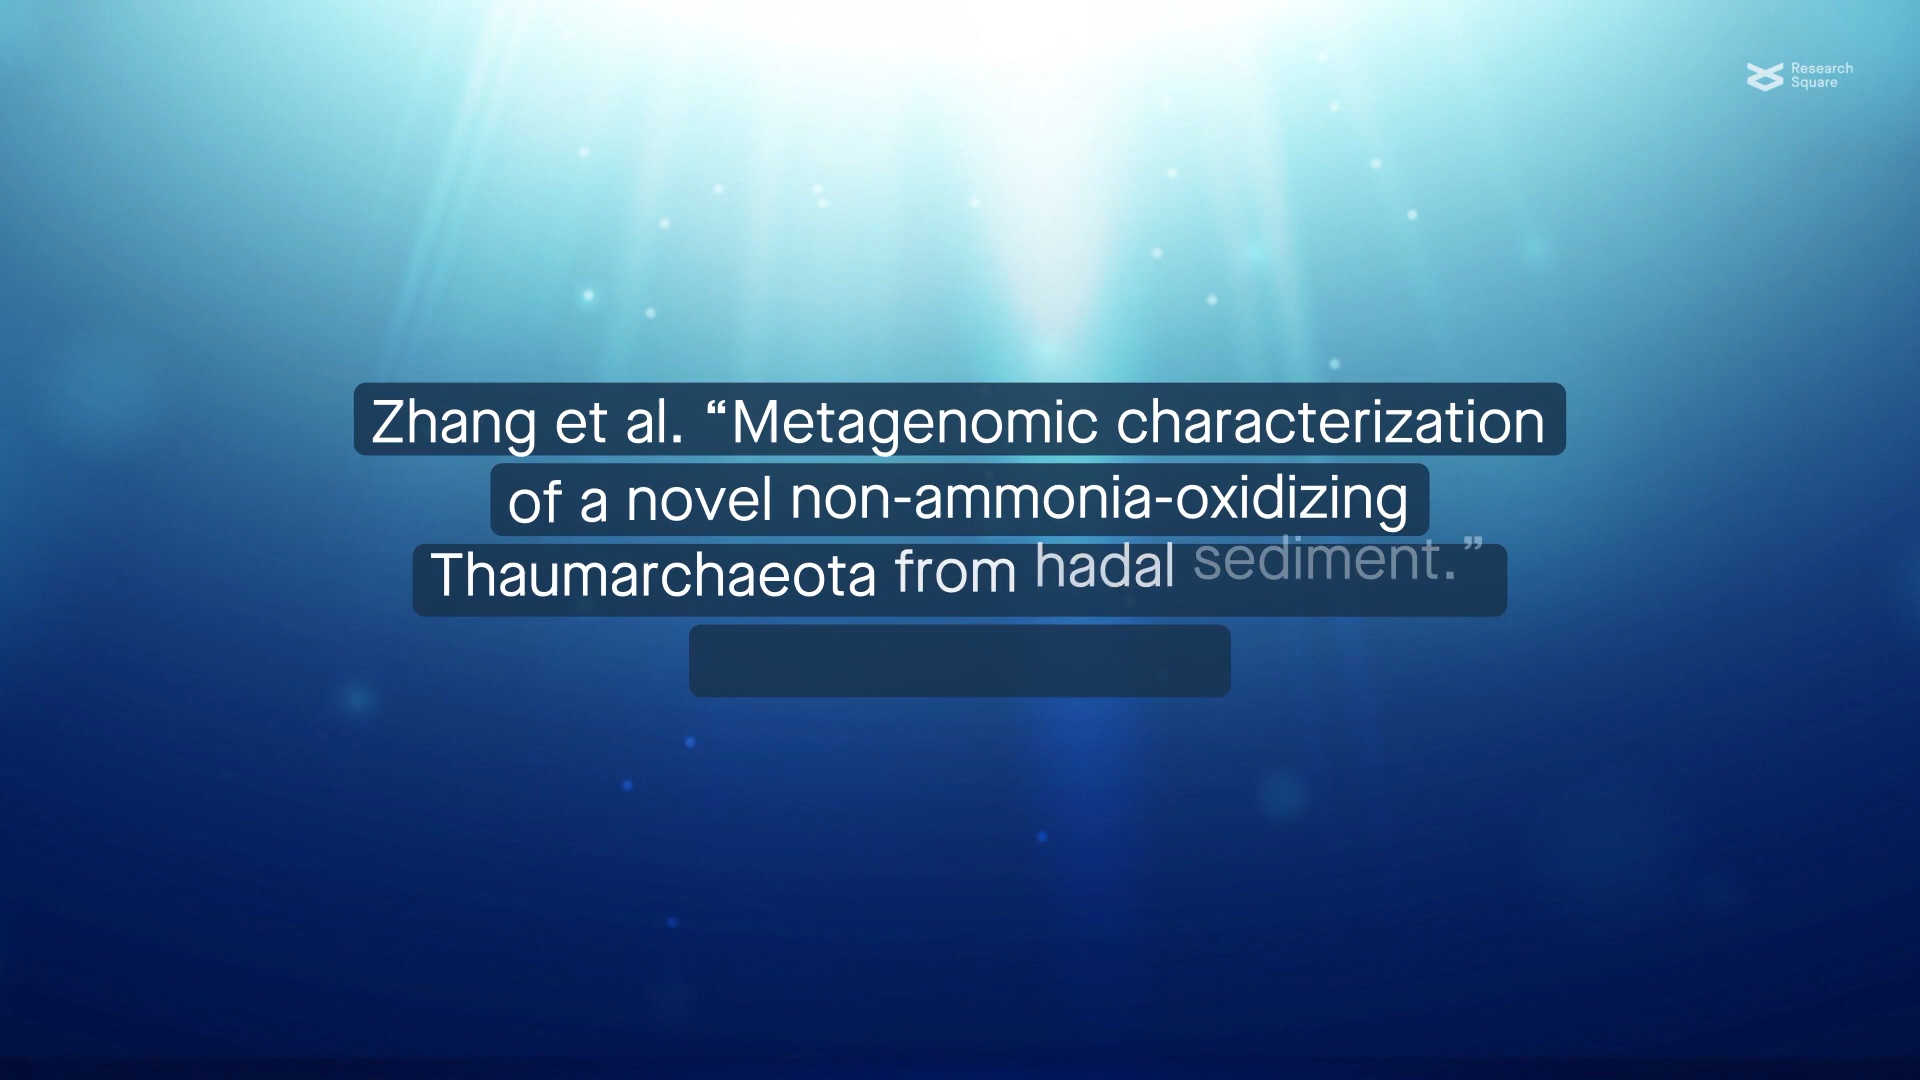 Research
Square
Zhang et al. “Metagenomic characterization
of a novel non-ammonia-oxidizing
Thaumarchaeota from hadal sediment.”